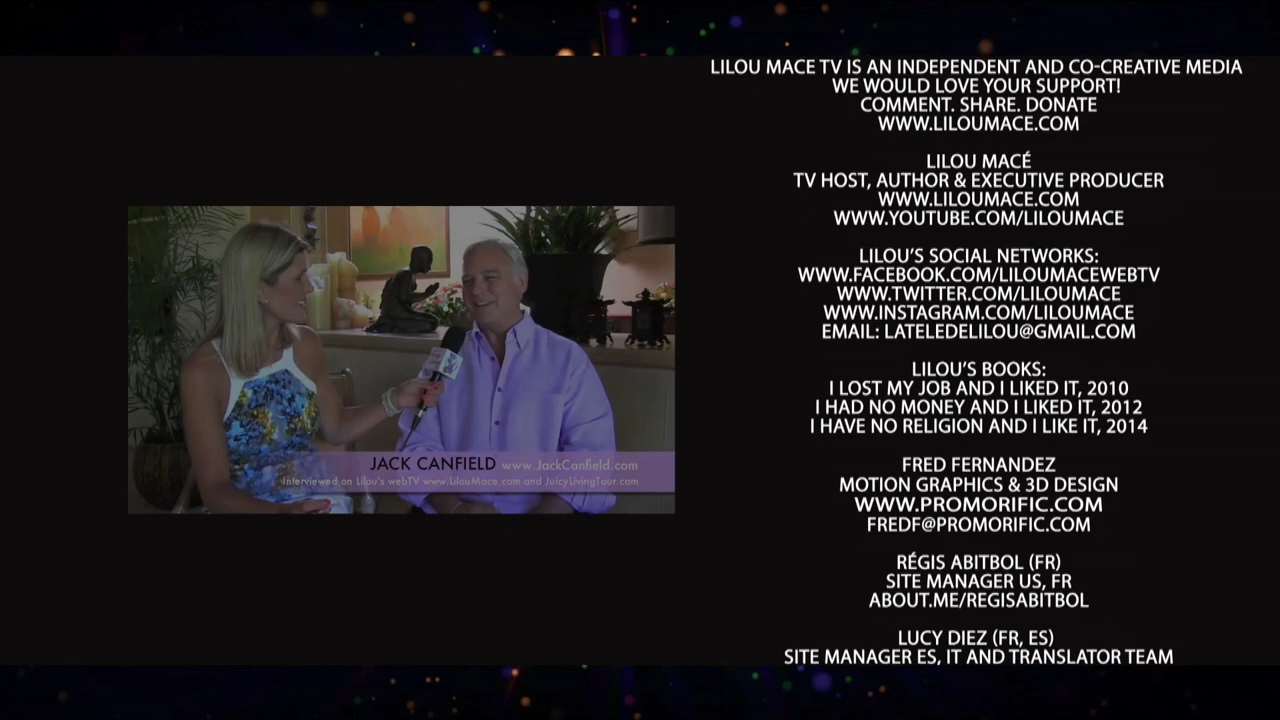 LILOU MACE TV IS AN INDEPENDENT AND CO-CREATIVE MEDIA
WE WOULD LOVE YOUR SUPPORT!
COMMENT. SHARE. DONATE
WWW.LILOUMACE.COM
LILOU MACÉ
TV HOST, AUTHOR & EXECUTIVE PRODUCER
WWW.LILOUMACE.COM
WWW.YOUTUBE.COM/LILOUMACE
LILOU'S SOCIAL NETWORKS:
WWW.FACEBOOK.COM/LILOUMACEWEBTV
WWW.TWITTER.COM/LILOUMACE
WWW.INSTAGRAM.COM/LILOUMACE
EMAIL: LATELEDELILOU@GMAIL.COM
LILOU'S BOOKS:
I LOST MY JOB AND I LIKED IT, 2010
I HAD NO MONEY AND I LIKED IT, 2012
I HAVE NO RELIGION AND I LIKE IT, 2014
FRED FERNANDEZ
MOTION GRAPHICS & 3D DESIGN
WWW.PROMORIFIC.COM
FREDF@PROMORIFIC.COM
RÉGIS ABITBOL (FR)
SITE MANAGER US, FR
ABOUT.ME/REGISABITBOL
LUCY DIEZ (FR, ES)
SITE MANAGER ES, IT AND TRANSLATOR TEAM
JACK CANFIELD www.JackCanfield.com
Interviewed on Lilou's webTV www.LilouMace.com and JuicyLivingTour.com